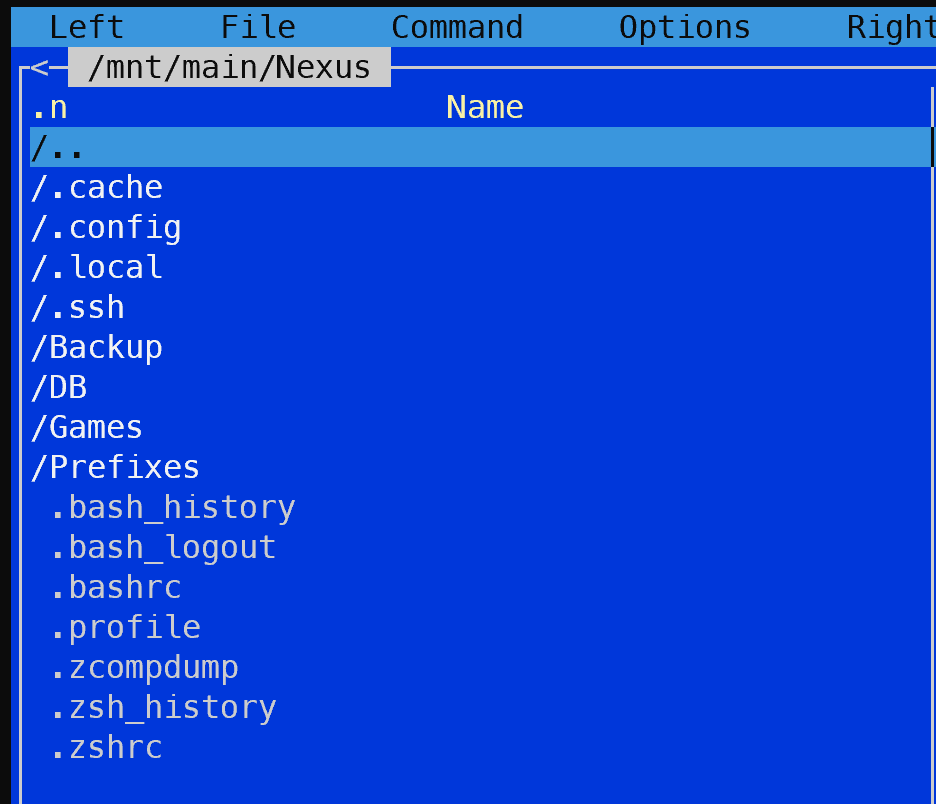 Left File Command Options Right
< /mnt/main/Nexus
.n Name
/..
/.cache
/.config
/.local
/.ssh
/Backup
/DB
/Games
/Prefixes
.bash_history
.bash_logout
.bashrc
.profile
.zcompdump
.zsh_history
.zshrc